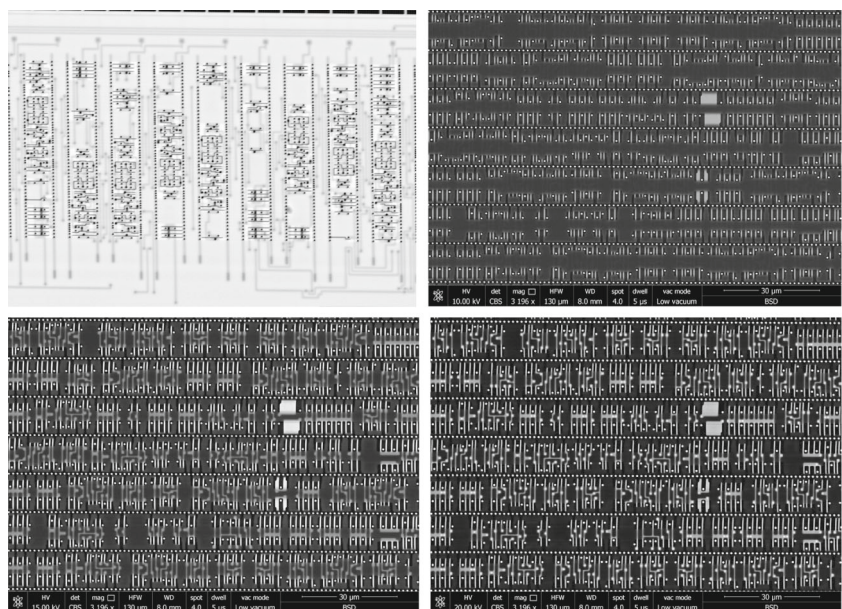 HV det mag HFW WD spot dwell vac mode 30 µm
10.00 kV CBS 3 196 x 130 µm 8.0 mm 4.0 5 µs Low vacuum BSD
HV det mag HFW WD spot dwell vac mode 30 µm
15.00 kV CBS 3 196 x 130 µm 8.0 mm 4.0 5 µs Low vacuum BSD
HV det mag HFW WD spot dwell vac mode 30 µm
20.00 kV CBS 3 196 x 130 µm 8.0 mm 4.0 5 µs Low vacuum BSD